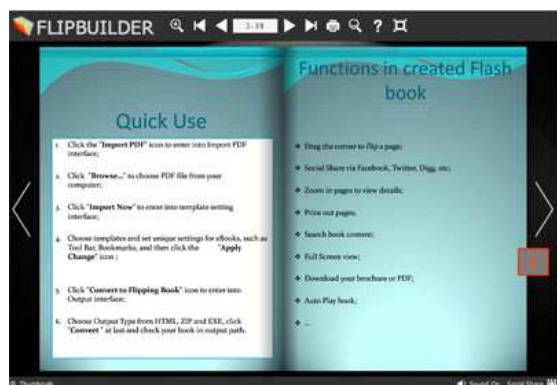 FLIPBUILDER
?
Quick Use
1. Click the "Import PDF" icon to enter into Import PDF
interface;
2. Click "Browse..." to choose PDF file from your
computer;
3. Click "Import Now" to enter into template setting
interface;
4. Choose templates and set unique settings for eBooks, such as
Tool Bar, Bookmarks, and then click the "Apply
Change" icon ;
5. Click "Convert to Flipping Book" icon to enter into
Output interface;
6. Choose Output Type from HTML, ZIP and EXE, click
"Convert " at last and check your book in output path.
Functions in created Flash
book
❖ Drag the corner to flip a page;
❖ Social Share via Facebook, Twitter, Digg, etc;
❖ Zoom in pages to view details;
❖ Print out pages;
❖ Search book content;
❖ Full Screen view;
❖ Download your brochure or PDF;
❖ Auto Play book;
❖ ...
Thumbnail
Sound On
Social Share